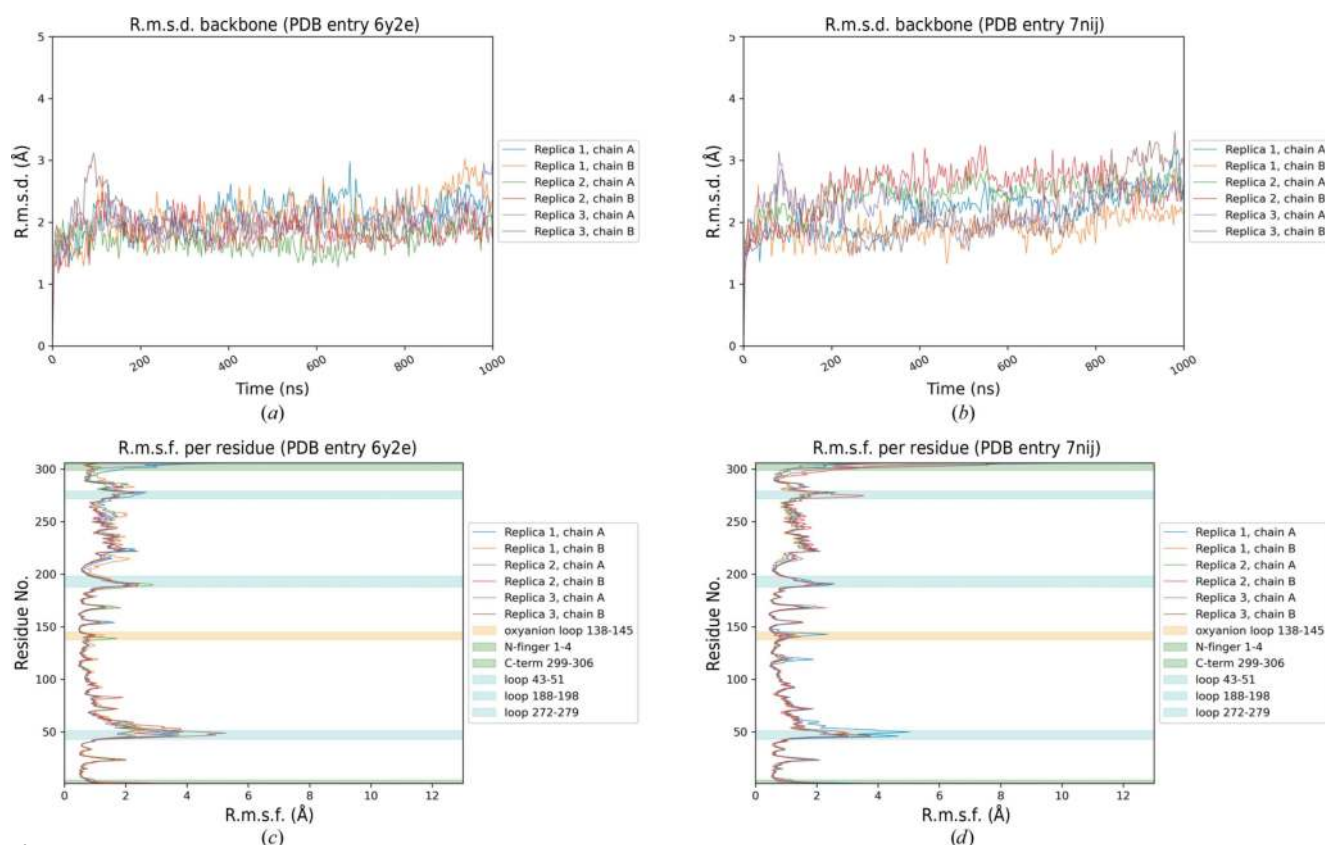 R.m.s.d. backbone (PDB entry 6y2e)
5
4
3
2
1
0
R.m.s.d. (Å)
0
200
400
600
800
1000
Time (ns)
Replica 1, chain A
Replica 1, chain B
Replica 2, chain A
Replica 2, chain B
Replica 3, chain A
Replica 3, chain B
(a)
R.m.s.d. backbone (PDB entry 7nij)
5
4
3
2
1
0
R.m.s.d. (Å)
0
200
400
600
800
1000
Time (ns)
Replica 1, chain A
Replica 1, chain B
Replica 2, chain A
Replica 2, chain B
Replica 3, chain A
Replica 3, chain B
(b)
R.m.s.f. per residue (PDB entry 6y2e)
300
250
200
150
100
50
Residue No.
0
2
4
6
8
10
12
R.m.s.f. (Å)
Replica 1, chain A
Replica 1, chain B
Replica 2, chain A
Replica 2, chain B
Replica 3, chain A
Replica 3, chain B
oxyanion loop 138-145
N-finger 1-4
C-term 299-306
loop 43-51
loop 188-198
loop 272-279
(c)
R.m.s.f. per residue (PDB entry 7nij)
300
250
200
150
100
50
Residue No.
0
2
4
6
8
10
12
R.m.s.f. (Å)
Replica 1, chain A
Replica 1, chain B
Replica 2, chain A
Replica 2, chain B
Replica 3, chain A
Replica 3, chain B
oxyanion loop 138-145
N-finger 1-4
C-term 299-306
loop 43-51
loop 188-198
loop 272-279
(d)